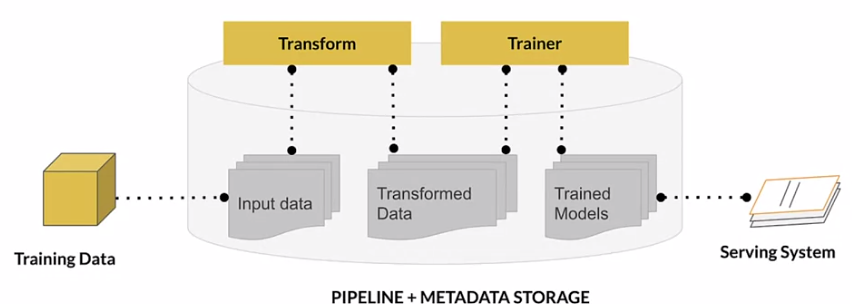 Transform
Trainer
Input data
Transformed
Data
Trained
Models
Training Data
Serving System
PIPELINE + METADATA STORAGE